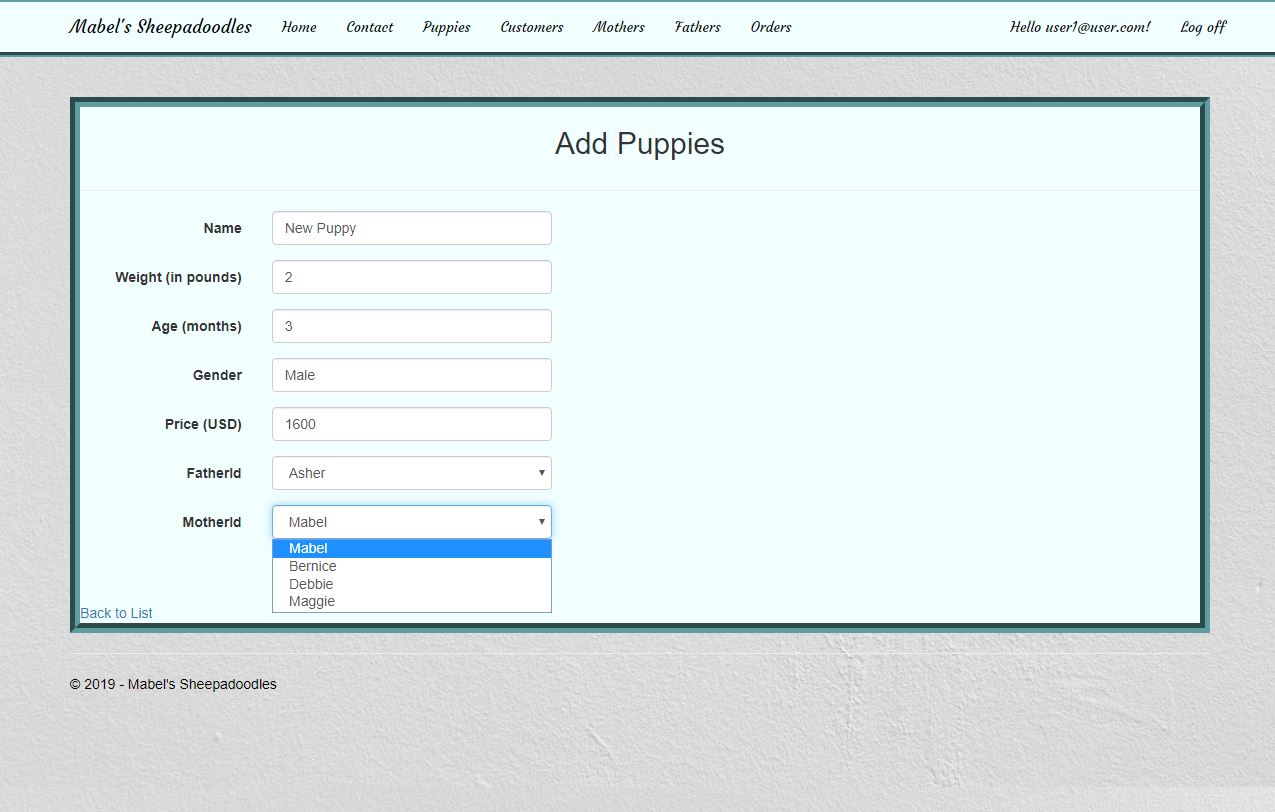 Mabel's Sheepadoodles Home Contact Puppies Customers Mothers Fathers Orders Hello user1@user.com! Log off
Add Puppies
Name New Puppy
Weight (in pounds) 2
Age (months) 3
Gender Male
Price (USD) 1600
FatherId Asher
MotherId Mabel
Mabel
Bernice
Debbie
Maggie
Back to List
© 2019 - Mabel's Sheepadoodles